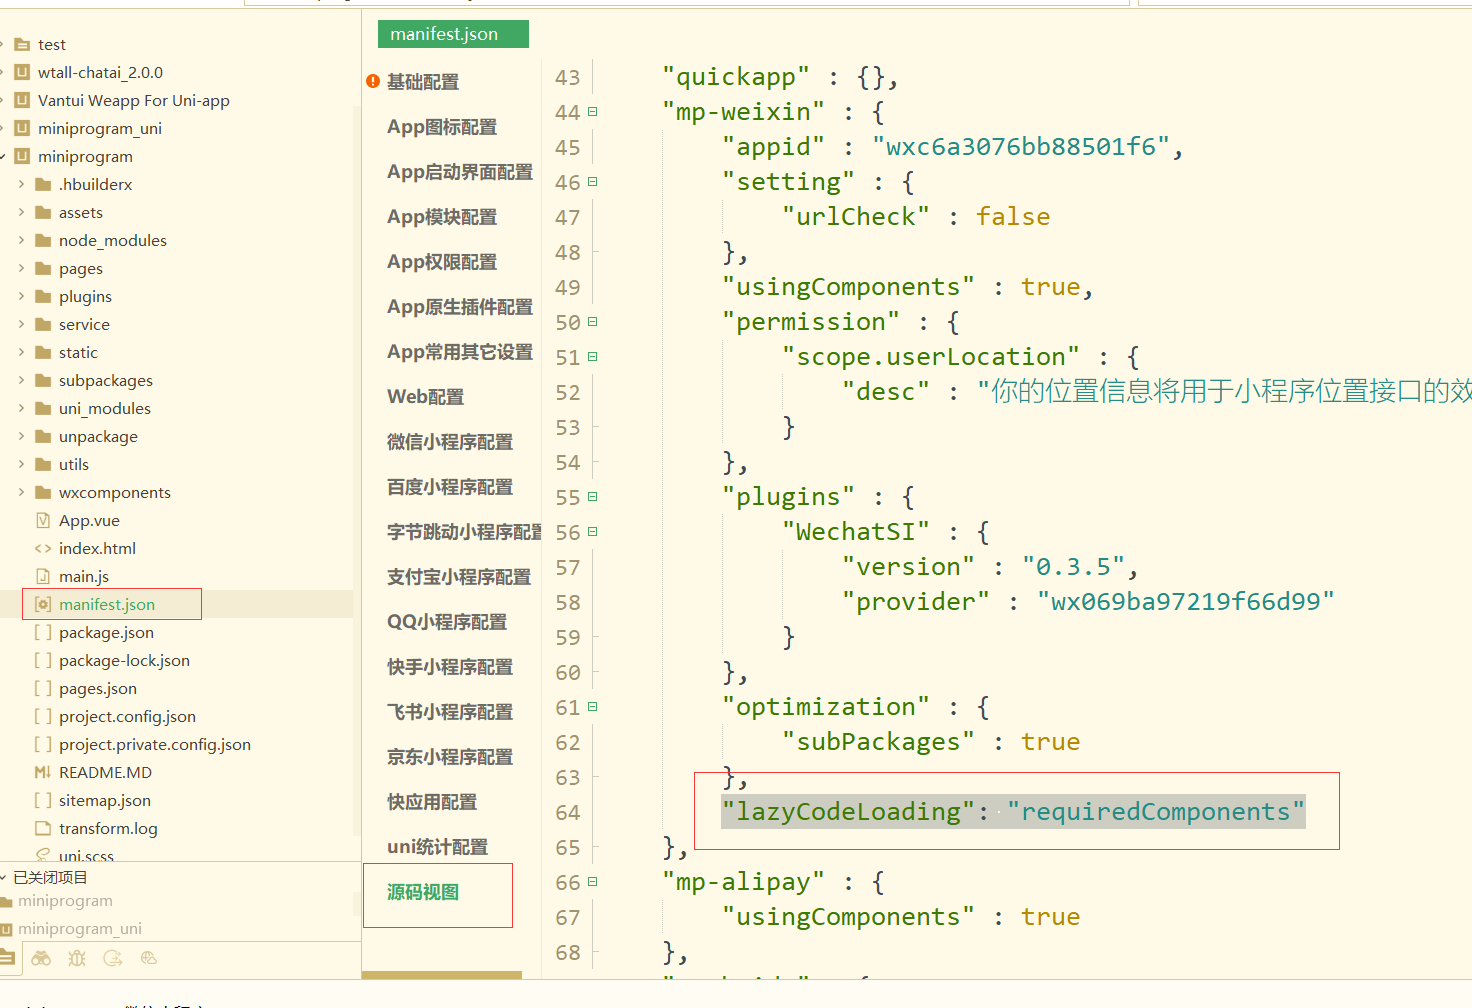 test
wtall-chatai_2.0.0
Vantui Weapp For Uni-app
miniprogram_uni
miniprogram
.hbuilderx
assets
node_modules
pages
plugins
service
static
subpackages
uni_modules
unpackage
utils
wxcomponents
App.vue
index.html
main.js
manifest.json
package.json
package-lock.json
pages.json
project.config.json
project.private.config.json
README.MD
sitemap.json
transform.log
uni.scss
已关闭项目
miniprogram
miniprogram_uni
manifest.json
基础配置
App图标配置
App启动界面配置
App模块配置
App权限配置
App原生插件配置
App常用其它设置
Web配置
微信小程序配置
百度小程序配置
字节跳动小程序配置
支付宝小程序配置
QQ小程序配置
快手小程序配置
飞书小程序配置
京东小程序配置
快应用配置
uni统计配置
源码视图
43 "quickapp" : {},
44 "mp-weixin" : {
45 "appid" : "wxc6a3076bb88501f6",
46 "setting" : {
47 "urlCheck" : false
48 },
49 "usingComponents" : true,
50 "permission" : {
51 "scope.userLocation" : {
52 "desc" : "你的位置信息将用于小程序位置接口的效
53 }
54 },
55 "plugins" : {
56 "WechatSI" : {
57 "version" : "0.3.5",
58 "provider" : "wx069ba97219f66d99"
59 }
60 },
61 "optimization" : {
62 "subPackages" : true
63 },
64 "lazyCodeLoading": "requiredComponents"
65 },
66 "mp-alipay" : {
67 "usingComponents" : true
68 },